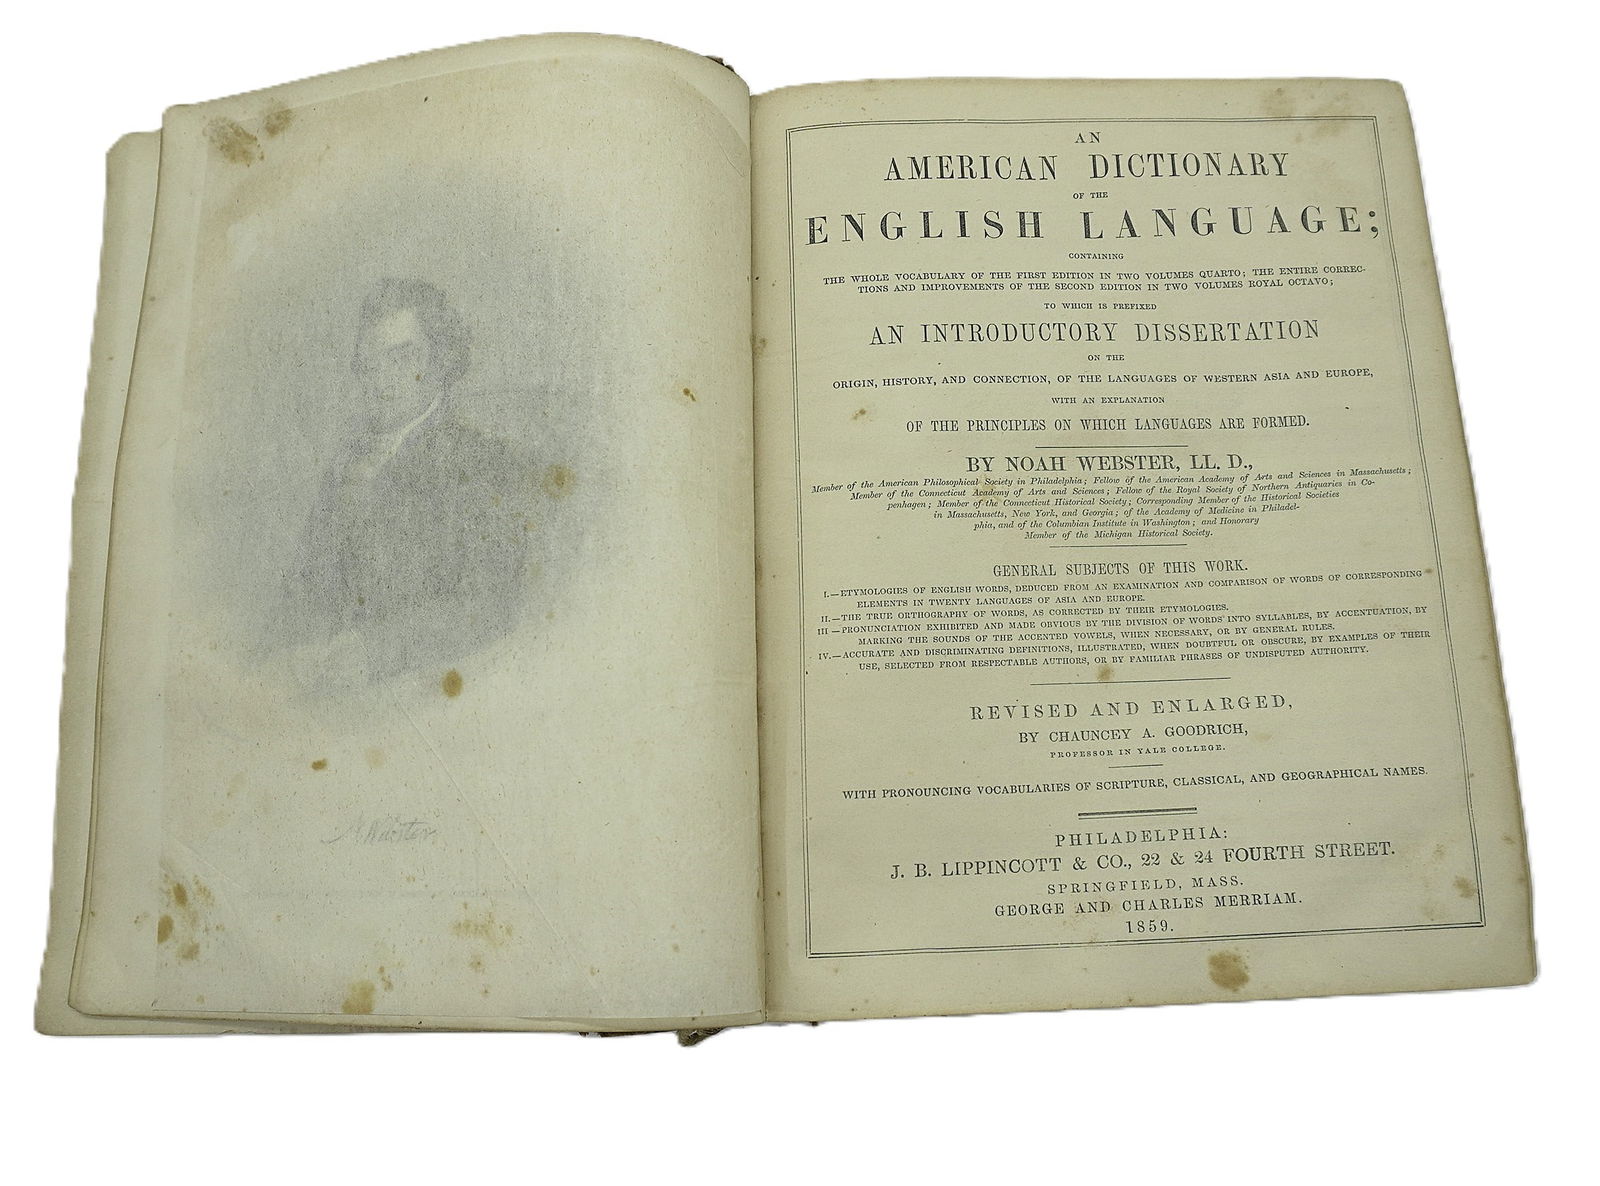 N. Webster
AN
AMERICAN DICTIONARY
OF THE
ENGLISH LANGUAGE;
CONTAINING
THE WHOLE VOCABULARY OF THE FIRST EDITION IN TWO VOLUMES QUARTO; THE ENTIRE CORREC-
TIONS AND IMPROVEMENTS OF THE SECOND EDITION IN TWO VOLUMES ROYAL OCTAVO;
TO WHICH IS PREFIXED
AN INTRODUCTORY DISSERTATION
ON THE
ORIGIN, HISTORY, AND CONNECTION, OF THE LANGUAGES OF WESTERN ASIA AND EUROPE,
WITH AN EXPLANATION
OF THE PRINCIPLES ON WHICH LANGUAGES ARE FORMED.
BY NOAH WEBSTER, LL. D.,
Member of the American Philosophical Society in Philadelphia; Fellow of the American Academy of Arts and Sciences in Massachusetts;
Member of the Connecticut Academy of Arts and Sciences; Fellow of the Royal Society of Northern Antiquaries in Co-
penhagen; Member of the Connecticut Historical Society; Corresponding Member of the Historical Societies
in Massachusetts, New York, and Georgia; of the Academy of Medicine in Philadel-
phia, and of the Columbian Institute in Washington; and Honorary
Member of the Michigan Historical Society.
GENERAL SUBJECTS OF THIS WORK.
I.—ETYMOLOGIES OF ENGLISH WORDS, DEDUCED FROM AN EXAMINATION AND COMPARISON OF WORDS OF CORRESPONDING
ELEMENTS IN TWENTY LANGUAGES OF ASIA AND EUROPE.
II.—THE TRUE ORTHOGRAPHY OF WORDS, AS CORRECTED BY THEIR ETYMOLOGIES.
III—PRONUNCIATION EXHIBITED AND MADE OBVIOUS BY THE DIVISION OF WORDS INTO SYLLABLES, BY ACCENTUATION, BY
MARKING THE SOUNDS OF THE ACCENTED VOWELS, WHEN NECESSARY, OR BY GENERAL RULES.
IV.—ACCURATE AND DISCRIMINATING DEFINITIONS, ILLUSTRATED, WHEN DOUBTFUL OR OBSCURE, BY EXAMPLES OF THEIR
USE, SELECTED FROM RESPECTABLE AUTHORS, OR BY FAMILIAR PHRASES OF UNDISPUTED AUTHORITY.
REVISED AND ENLARGED,
BY CHAUNCEY A. GOODRICH,
PROFESSOR IN YALE COLLEGE.
WITH PRONOUNCING VOCABULARIES OF SCRIPTURE, CLASSICAL, AND GEOGRAPHICAL NAMES.
PHILADELPHIA:
J. B. LIPPINCOTT & CO., 22 & 24 FOURTH STREET.
SPRINGFIELD, MASS.
GEORGE AND CHARLES MERRIAM.
1859.